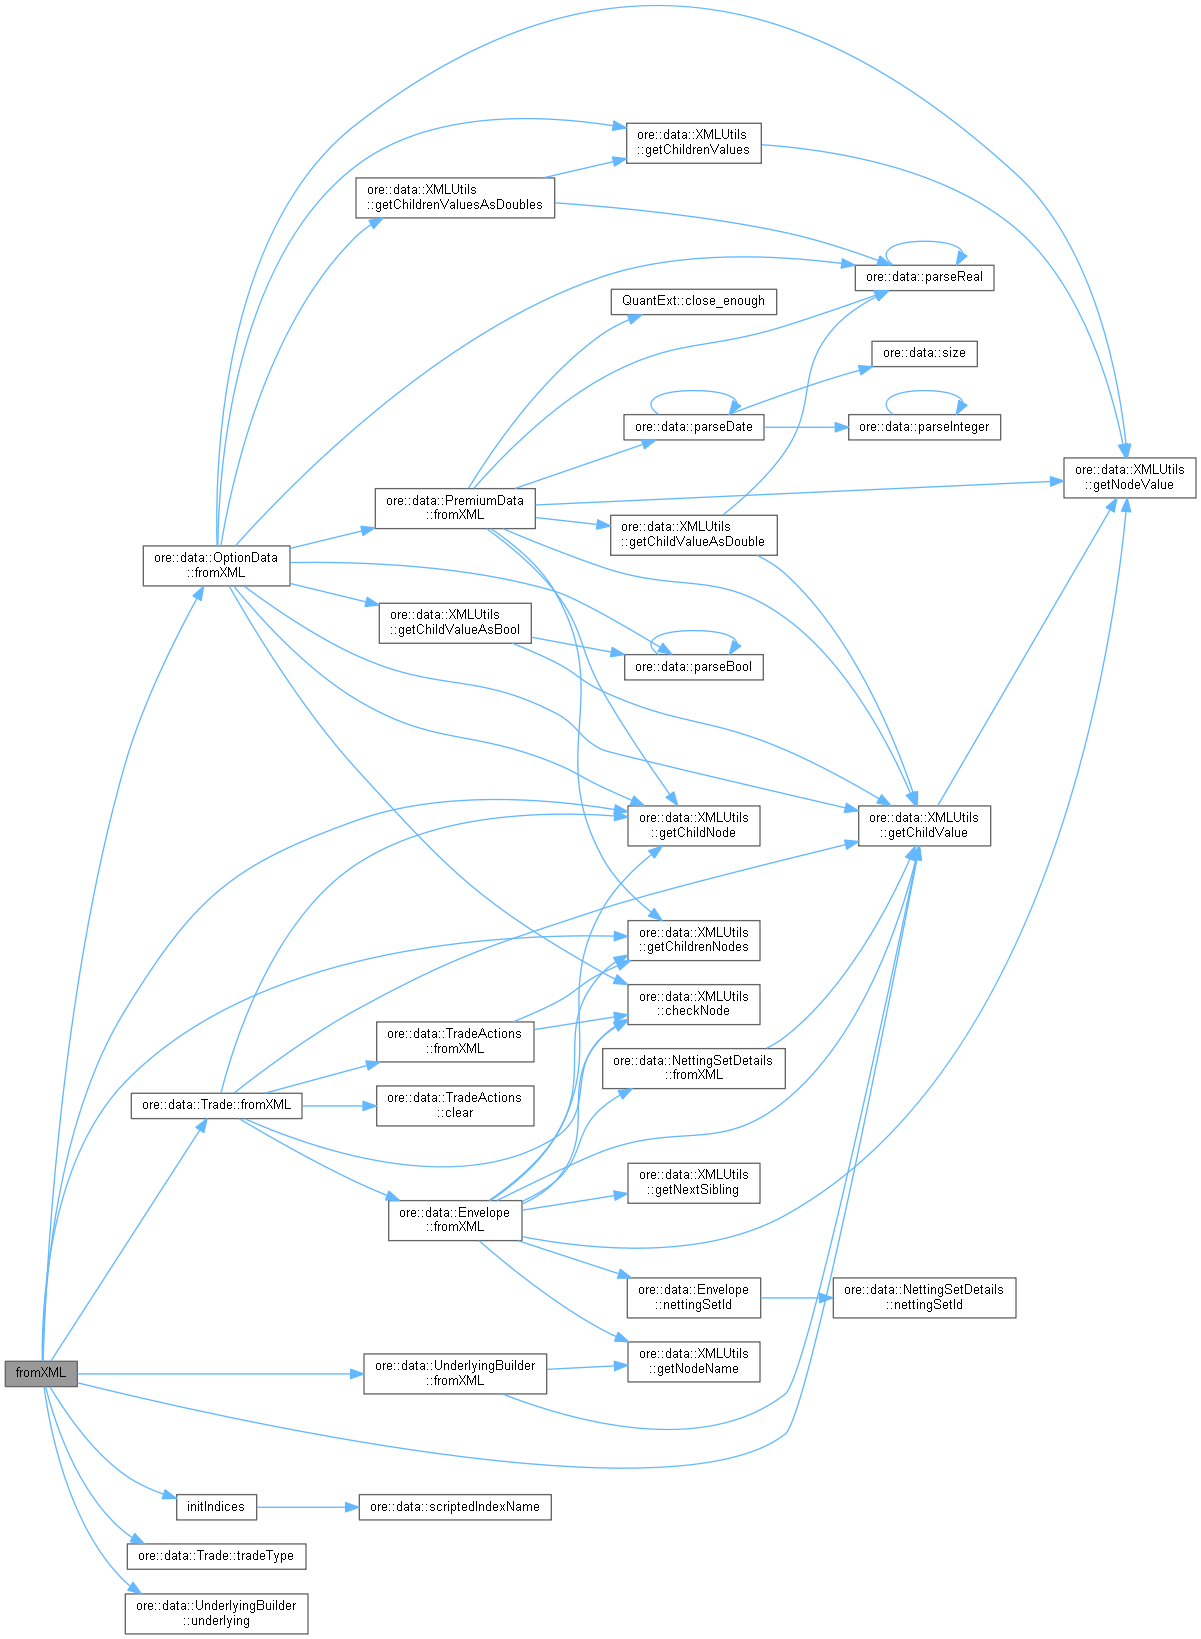 ore::data::XMLUtils
::getChildrenValues
ore::data::XMLUtils
::getChildrenValuesAsDoubles
ore::data::parseReal
QuantExt::close_enough
ore::data::size
ore::data::parseDate
ore::data::parseInteger
ore::data::XMLUtils
::getNodeValue
ore::data::PremiumData
::fromXML
ore::data::XMLUtils
::getChildValueAsDouble
ore::data::OptionData
::fromXML
ore::data::XMLUtils
::getChildValueAsBool
ore::data::parseBool
ore::data::XMLUtils
::getChildNode
ore::data::XMLUtils
::getChildValue
ore::data::XMLUtils
::getChildrenNodes
ore::data::XMLUtils
::checkNode
ore::data::TradeActions
::fromXML
ore::data::NettingSetDetails
::fromXML
ore::data::Trade::fromXML
ore::data::TradeActions
::clear
ore::data::XMLUtils
::getNextSibling
ore::data::Envelope
::fromXML
ore::data::Envelope
::nettingSetId
ore::data::NettingSetDetails
::nettingSetId
ore::data::XMLUtils
::getNodeName
fromXML
ore::data::UnderlyingBuilder
::fromXML
initIndices
ore::data::scriptedIndexName
ore::data::Trade::tradeType
ore::data::UnderlyingBuilder
::underlying